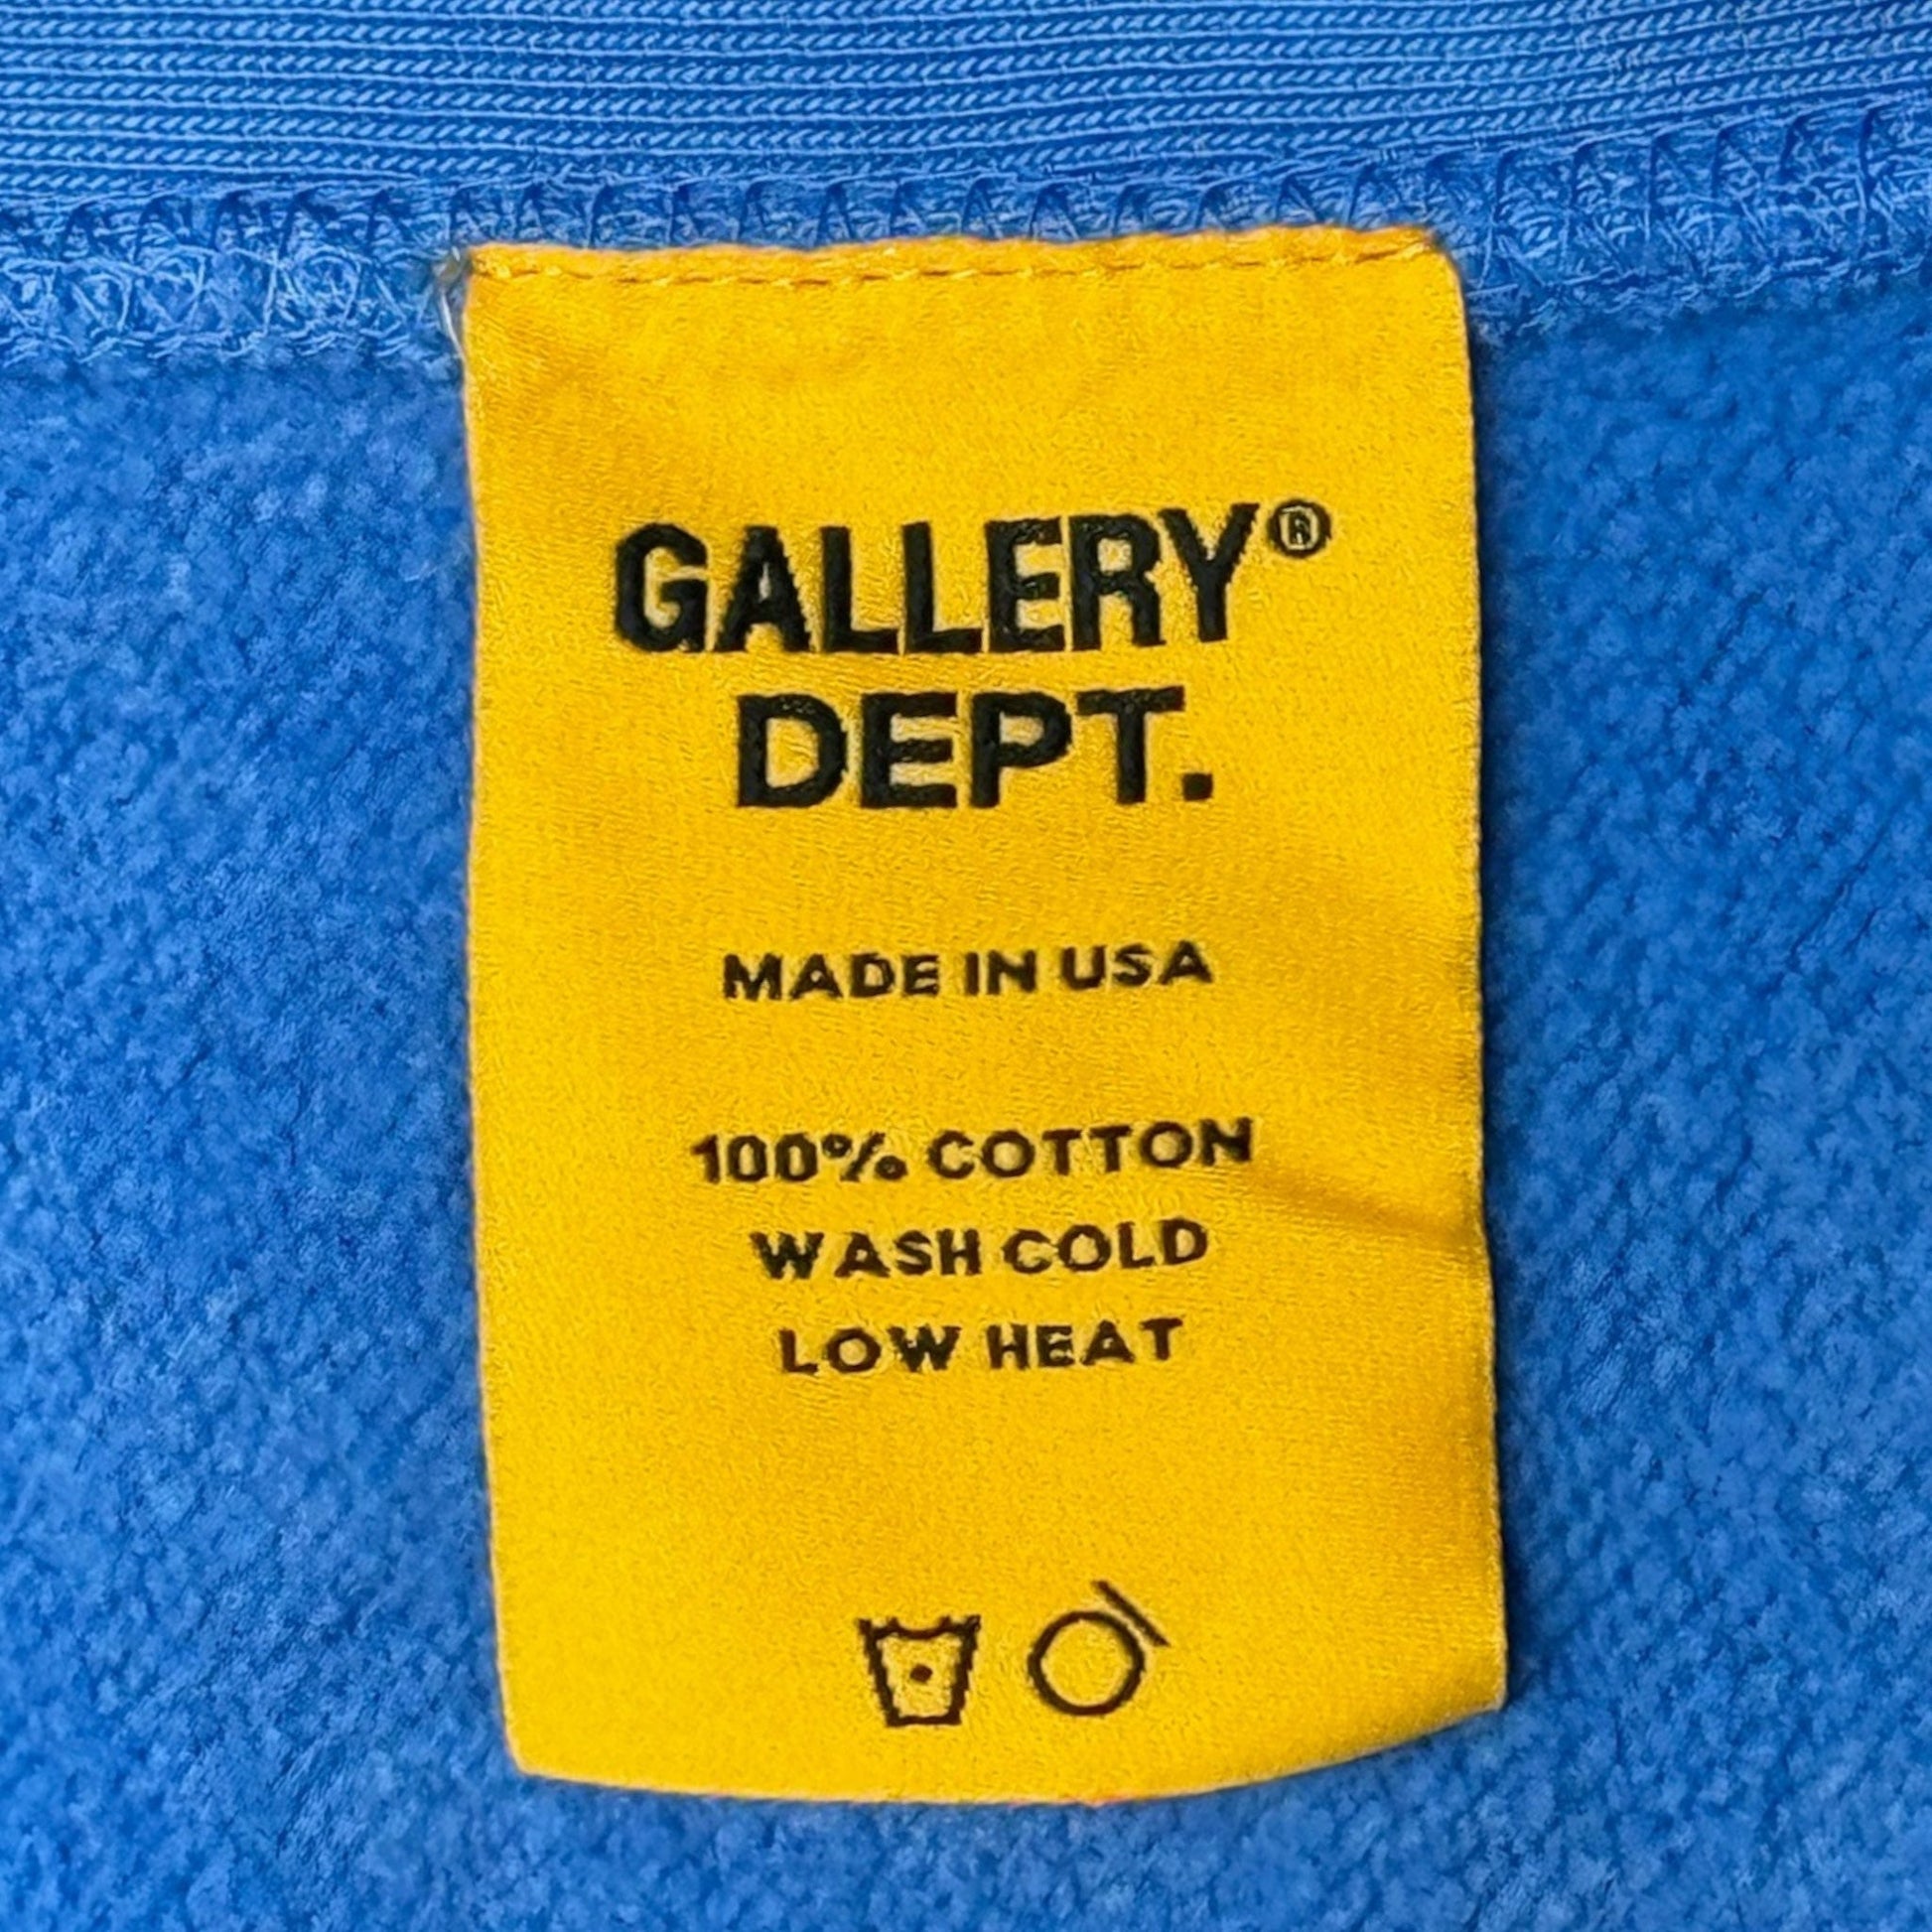 GALLERY®
DEPT.
MADE IN USA
100% COTTON
WASH COLD
LOW HEAT